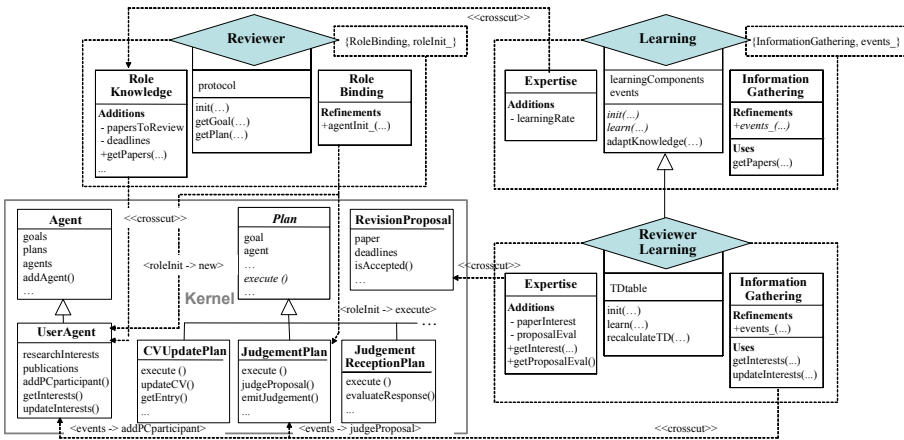 <<crosscut>>
Reviewer
{RoleBinding, roleInit_}
Role
Knowledge
Additions
- papersToReview
- deadlines
+getPapers(...)
...
protocol
init(…)
getGoal(…)
getPlan(…)
Role
Binding
Refinements
+agentInit_(...)
Learning
{InformationGathering, events_}
Expertise
Additions
- learningRate
learningComponents
events
init(...)
learn(...)
adaptKnowledge(…)
Information
Gathering
Refinements
+events_(...)
Uses
getPapers(...)
<<crosscut>>
<roleInit -> new>
Kernel
Agent
goals
plans
agents
addAgent()
…
Plan
goal
agent
…
execute ()
…
RevisionProposal
paper
deadlines
isAccepted()
…
<<crosscut>>
<roleInit -> execute>
…
UserAgent
researchInterests
publications
addPCparticipant()
getInterests()
updateInterests()
CVUpdatePlan
execute ()
updateCV()
getEntry()
...
JudgementPlan
execute ()
judgeProposal()
emitJudgement()
...
Judgement
ReceptionPlan
execute ()
evaluateResponse()
...
Reviewer
Learning
Expertise
Additions
- paperInterest
- proposalEval
+getInterest(...)
+getProposalEval()
TDtable
init(…)
learn(…)
recalculateTD(…)
Information
Gathering
Refinements
+events_(...)
Uses
getInterests(...)
updateInterests(...)
<events -> addPCparticipant>
<events -> judgeProposal>
<<crosscut>>